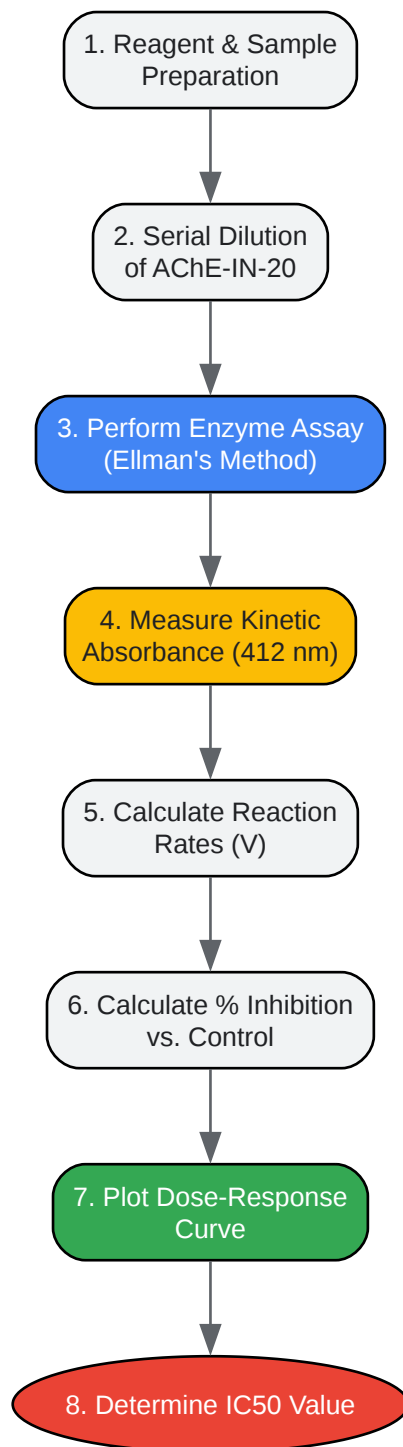 1. Reagent & Sample
Preparation
2. Serial Dilution
of AChE-IN-20
3. Perform Enzyme Assay
(Ellman's Method)
4. Measure Kinetic
Absorbance (412 nm)
5. Calculate Reaction
Rates (V)
6. Calculate % Inhibition
vs. Control
7. Plot Dose-Response
Curve
8. Determine IC50 Value